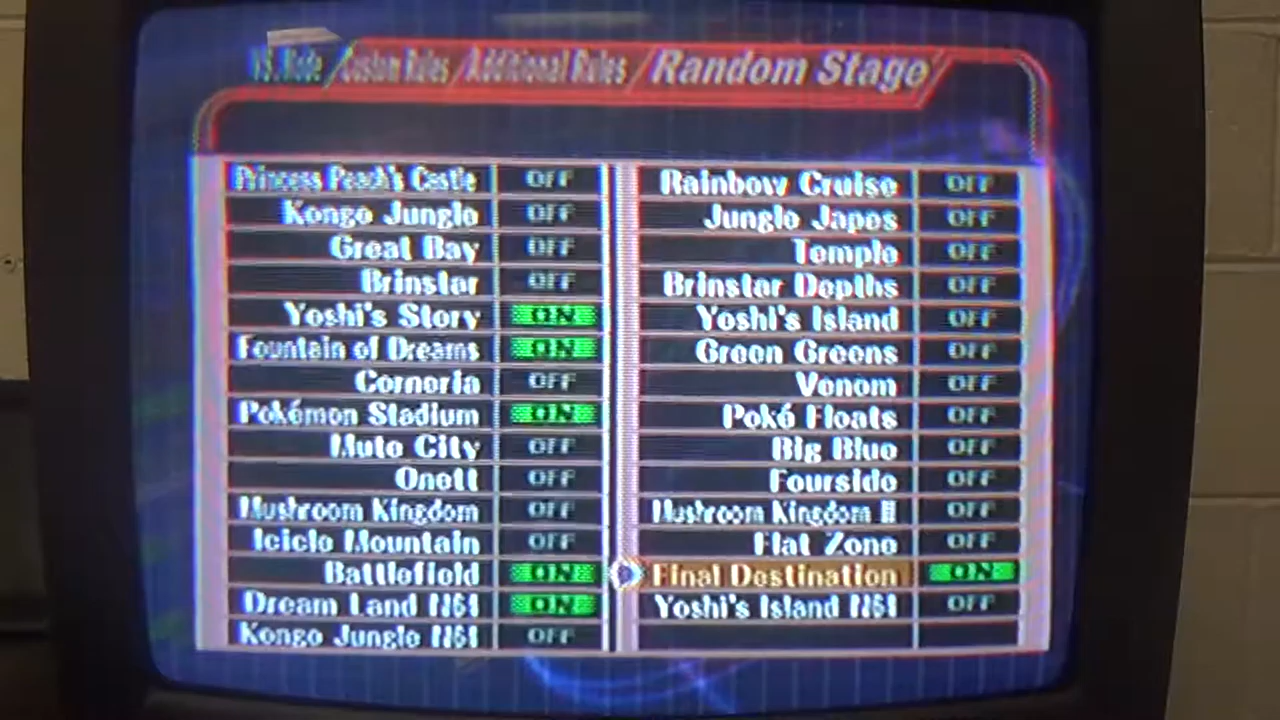 VS. Mode / Custom Rules / Additional Rules / Random Stage
Princess Peach's Castle OFF Rainbow Cruise OFF
Kongo Jungle OFF Jungle Japes OFF
Great Bay OFF Temple OFF
Brinstar OFF Brinstar Depths OFF
Yoshi's Story ON Yoshi's Island OFF
Fountain of Dreams ON Green Greens OFF
Corneria OFF Venom OFF
Pokémon Stadium ON Poké Floats OFF
Mute City OFF Big Blue OFF
Onett OFF Fourside OFF
Mushroom Kingdom OFF Mushroom Kingdom II OFF
Icicle Mountain OFF Flat Zone OFF
Battlefield ON Final Destination ON
Dream Land N64 ON Yoshi's Island N64 OFF
Kongo Jungle N64 OFF